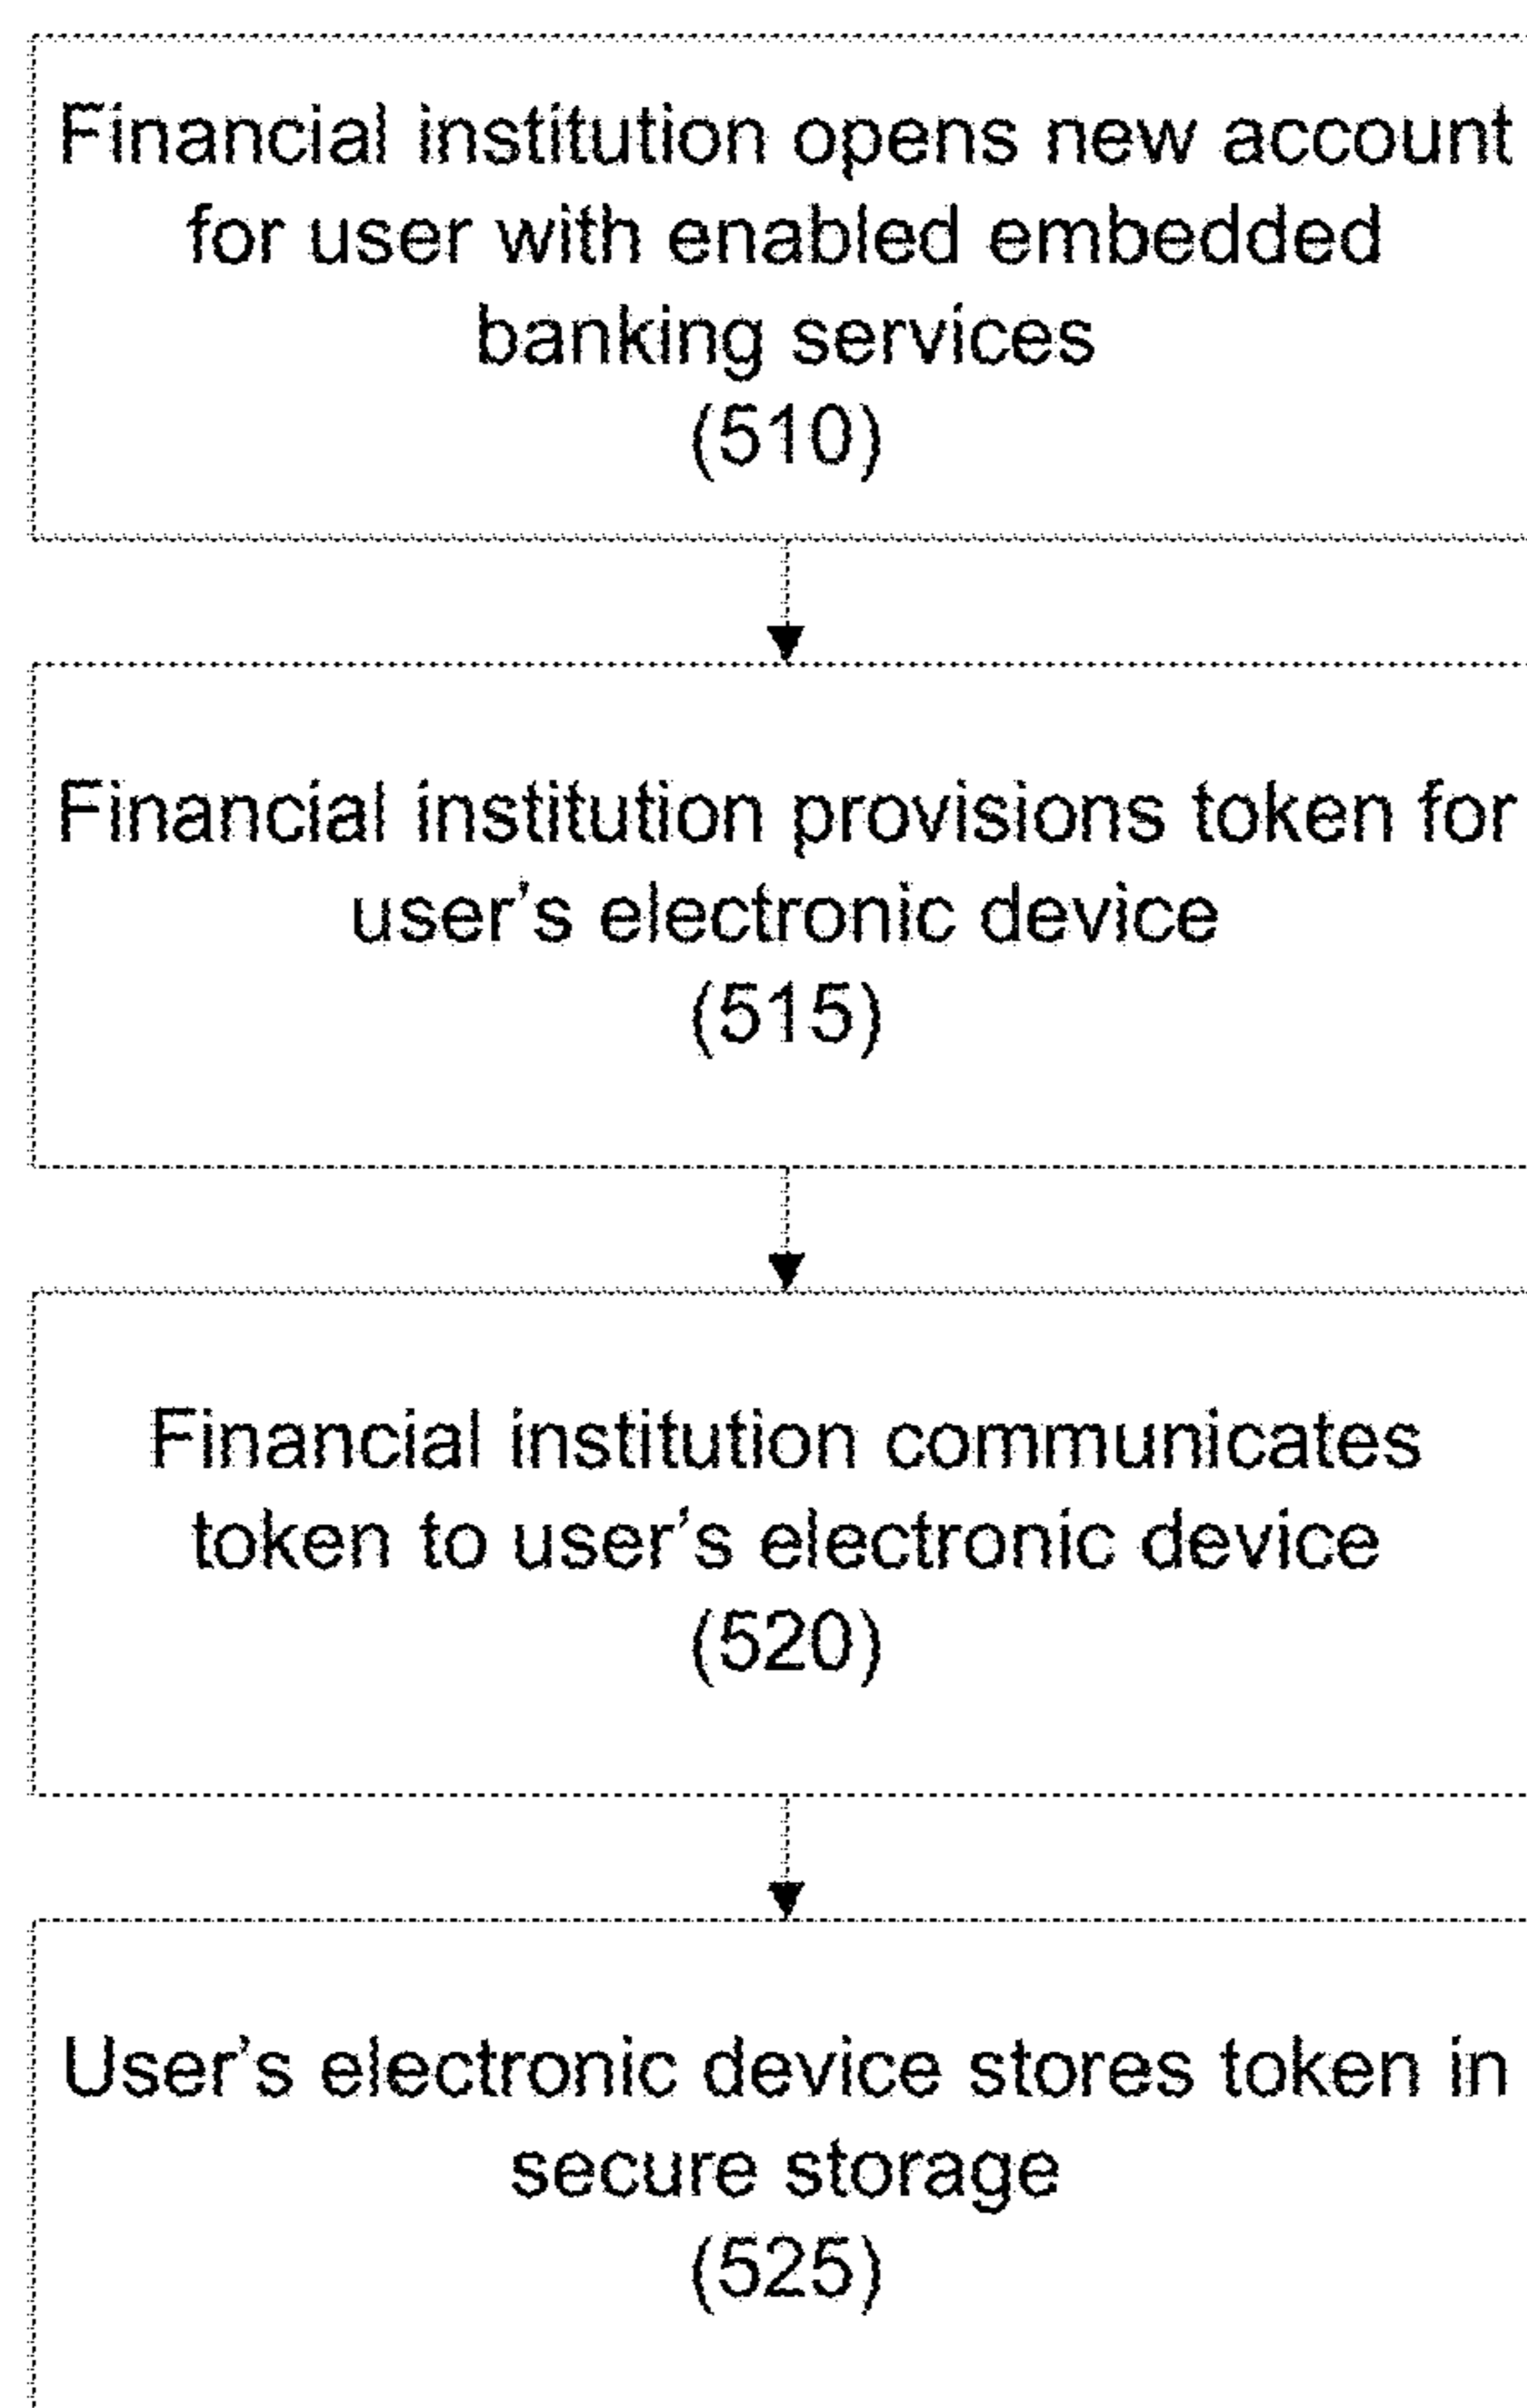 Financial institution opens new account
for user with enabled embedded
banking services
(510)
Financial institution provisions token for
user's electronic device
(515)
Financial institution communicates
token to user's electronic device
(520)
User's electronic device stores token in
secure storage
(525)